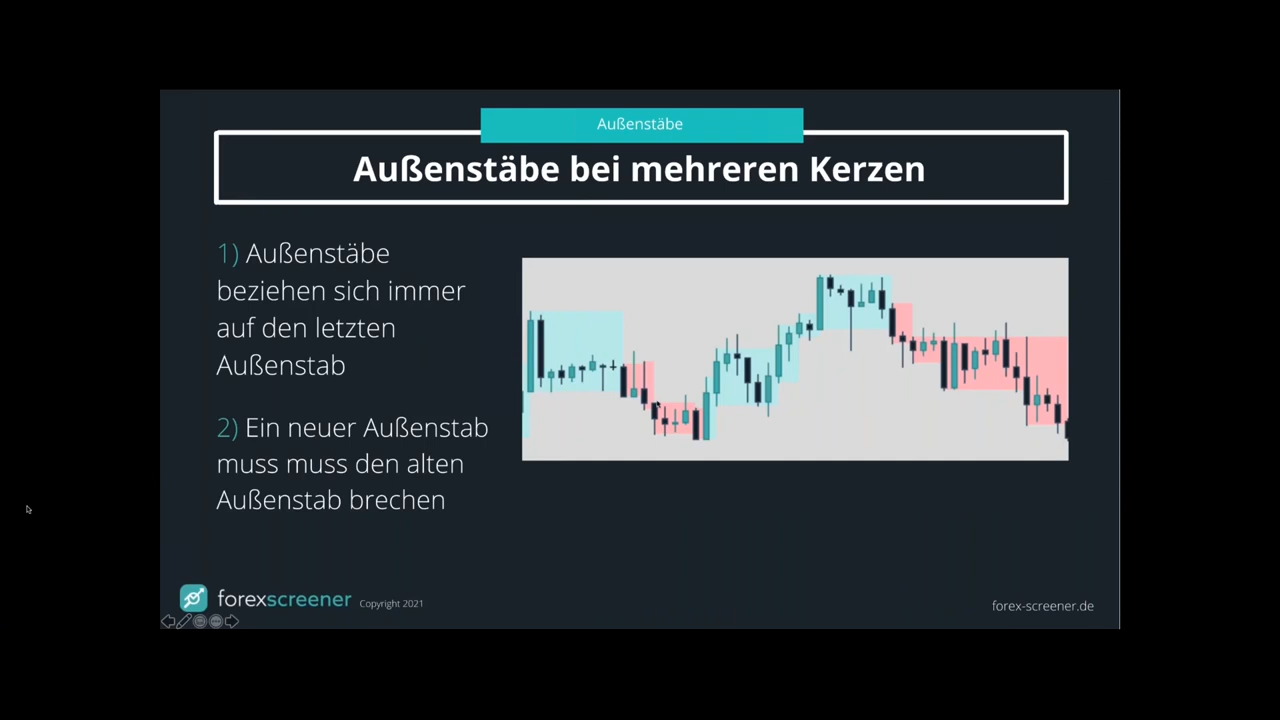 Außenstäbe
Außenstäbe bei mehreren Kerzen
1) Außenstäbe
beziehen sich immer
auf den letzten
Außenstab
2) Ein neuer Außenstab
muss muss den alten
Außenstab brechen
forexscreener Copyright 2021
forex-screener.de